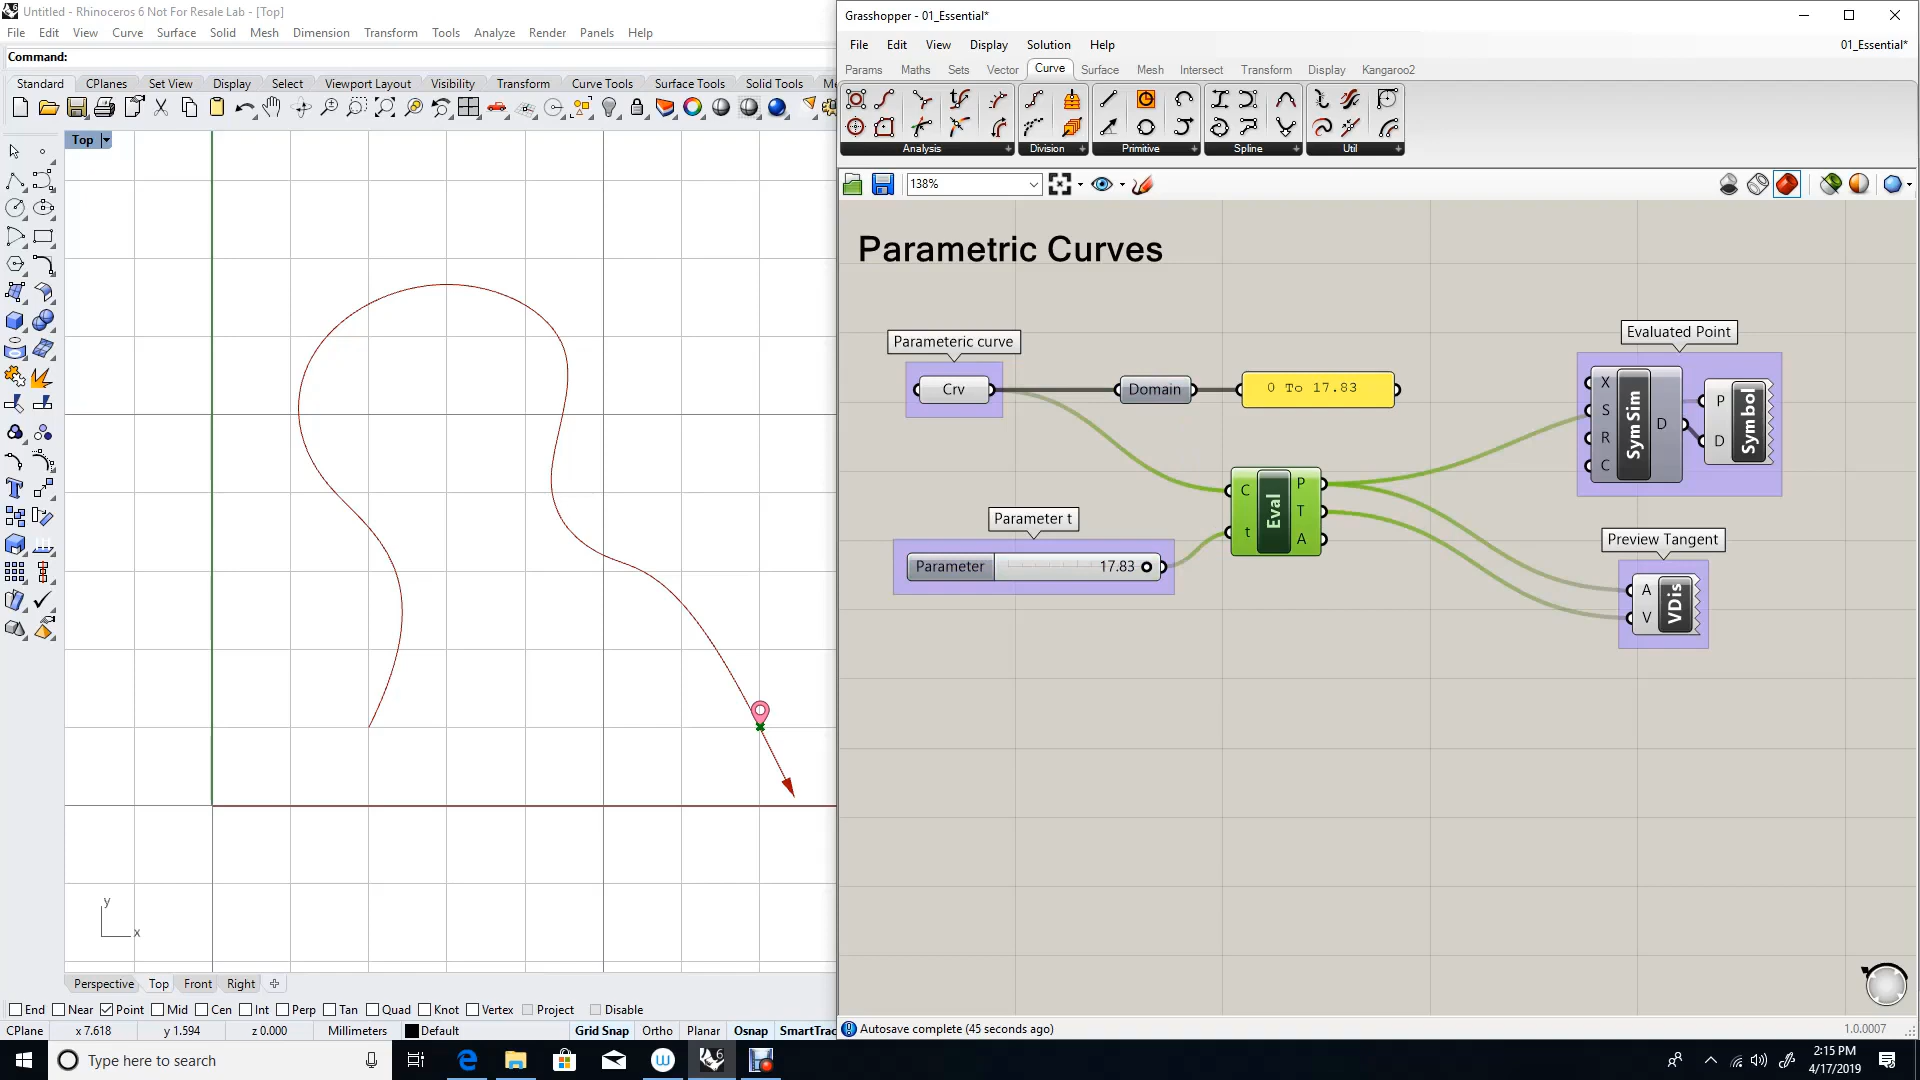 Untitled - Rhinoceros 6 Not For Resale Lab - [Top]
File Edit View Curve Surface Solid Mesh Dimension Transform Tools Analyze Render Panels Help
Command:
Standard CPlanes Set View Display Select Viewport Layout Visibility Transform Curve Tools Surface Tools Solid Tools Me
Top
y
x
Perspective Top Front Right
End Near Point Mid Cen Int Perp Tan Quad Knot Vertex Project Disable
CPlane x 7.618 y 1.594 z 0.000 Millimeters Default Grid Snap Ortho Planar Osnap SmartTrac
Grasshopper - 01_Essential*
File Edit View Display Solution Help 01_Essential*
Params Maths Sets Vector Curve Surface Mesh Intersect Transform Display Kangaroo2
Analysis Division Primitive Spline Util
138%
Parametric Curves
Parameteric curve
Crv
Domain
0 To 17.83
Parameter t
Parameter 17.83
C
t
Eval
P
T
A
Evaluated Point
X
S
R
C
SymSim
D
P
D
Symbol
Preview Tangent
A
V
VDis
Autosave complete (45 seconds ago) 1.0.0007
Type here to search
6
2:15 PM
4/17/2019